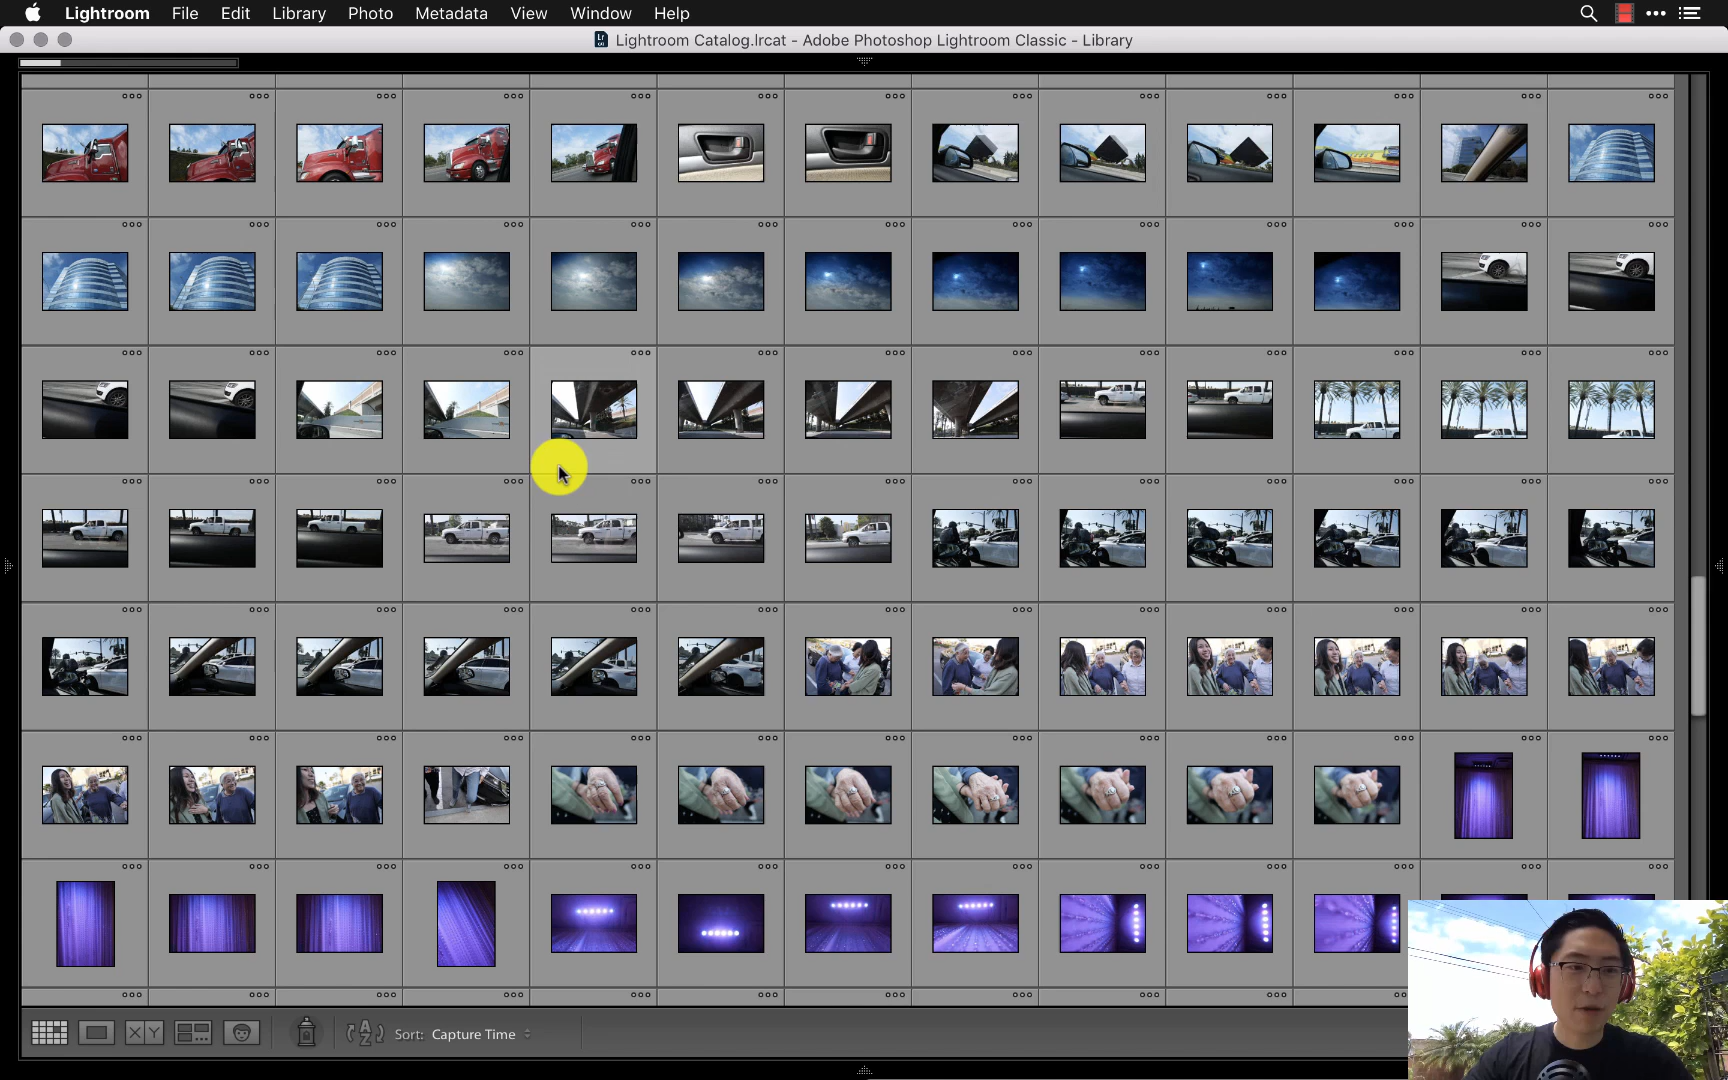 Lightroom File Edit Library Photo Metadata View Window Help
Lightroom Catalog.lrcat - Adobe Photoshop Lightroom Classic - Library
X Y
Sort: Capture Time